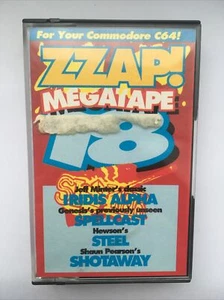 For Your Commodore C64!
ZZAP!
MEGATAPE
18
Jeff Minter's classic
IRIDIS ALPHA
Genesis's previously unseen
SPELLCAST
Hewson's
STEEL
Shaun Pearson's
SHOTAWAY